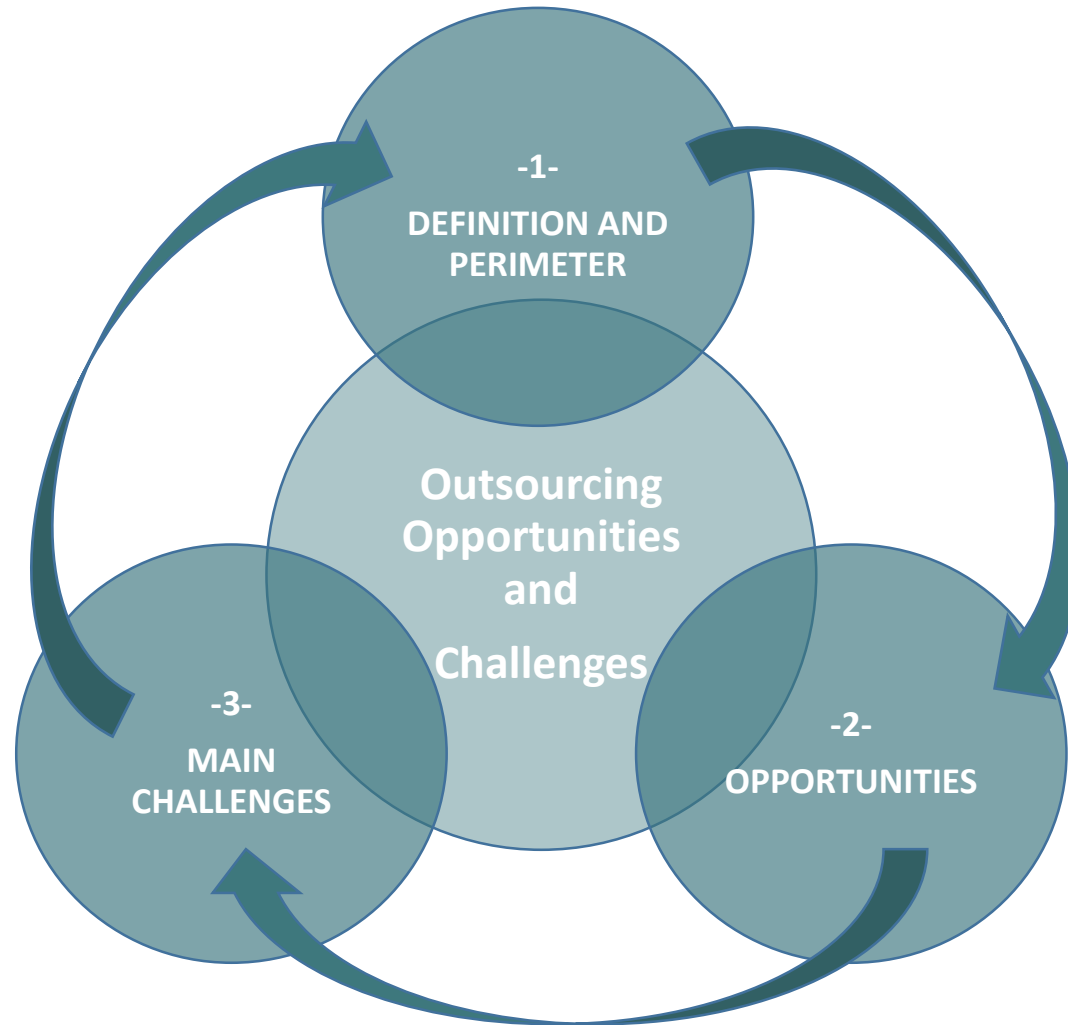 -1-
DEFINITION AND
PERIMETER
Outsourcing
Opportunities
and
Challenges
-2-
OPPORTUNITIES
-3-
MAIN
CHALLENGES